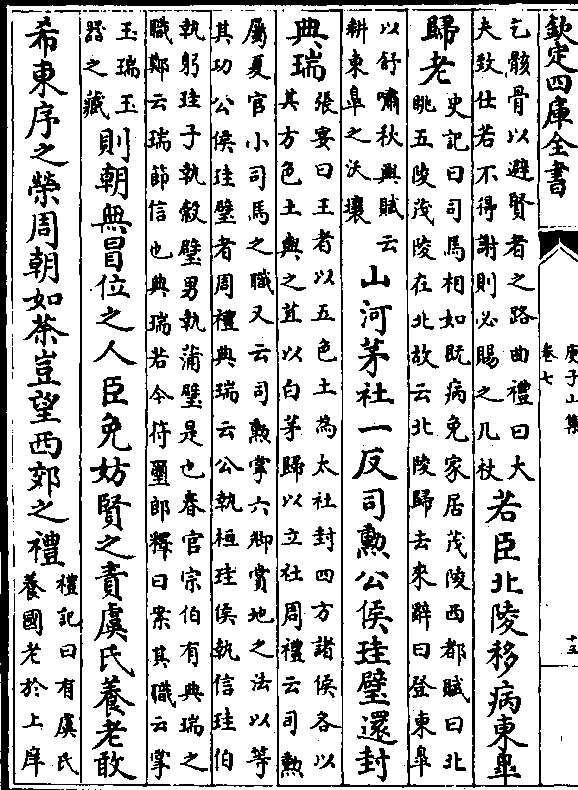 欽定四庫全書
庾子山集
卷七
十五
乞骸骨以避賢者之路曲禮曰大
夫致仕若不得謝則必賜之几杖
若臣北陵移病東臯
歸老
史記曰司馬相如既病免家居茂陵西都賦曰北
眺五陵茂陵在北故云北陵歸去來辭曰登東臯
以舒嘯秋興賦云
耕東臯之沃壤
山河茅社一反司勲公侯珪璧還封
典瑞
張宴曰王者以五色土為太社封四方諸侯各以
其方色土與之苴以白茅歸以立社周禮云司勲
屬夏官小司馬之職又云司勲掌六卿賞地之法以等
其功公侯珪璧者周禮典瑞云公執桓珪侯執信珪伯
執躬珪子執穀璧男執蒲璧是也春官宗伯有典瑞之
職鄭云瑞節信也典瑞若今符璽郎釋曰案其職云掌
玉瑞玉
器之藏
則朝無冒位之人臣免妨賢之責虞氏養老敢
希東序之榮周朝如荼豈望西郊之禮
禮記曰有虞氏
養國老於上庠